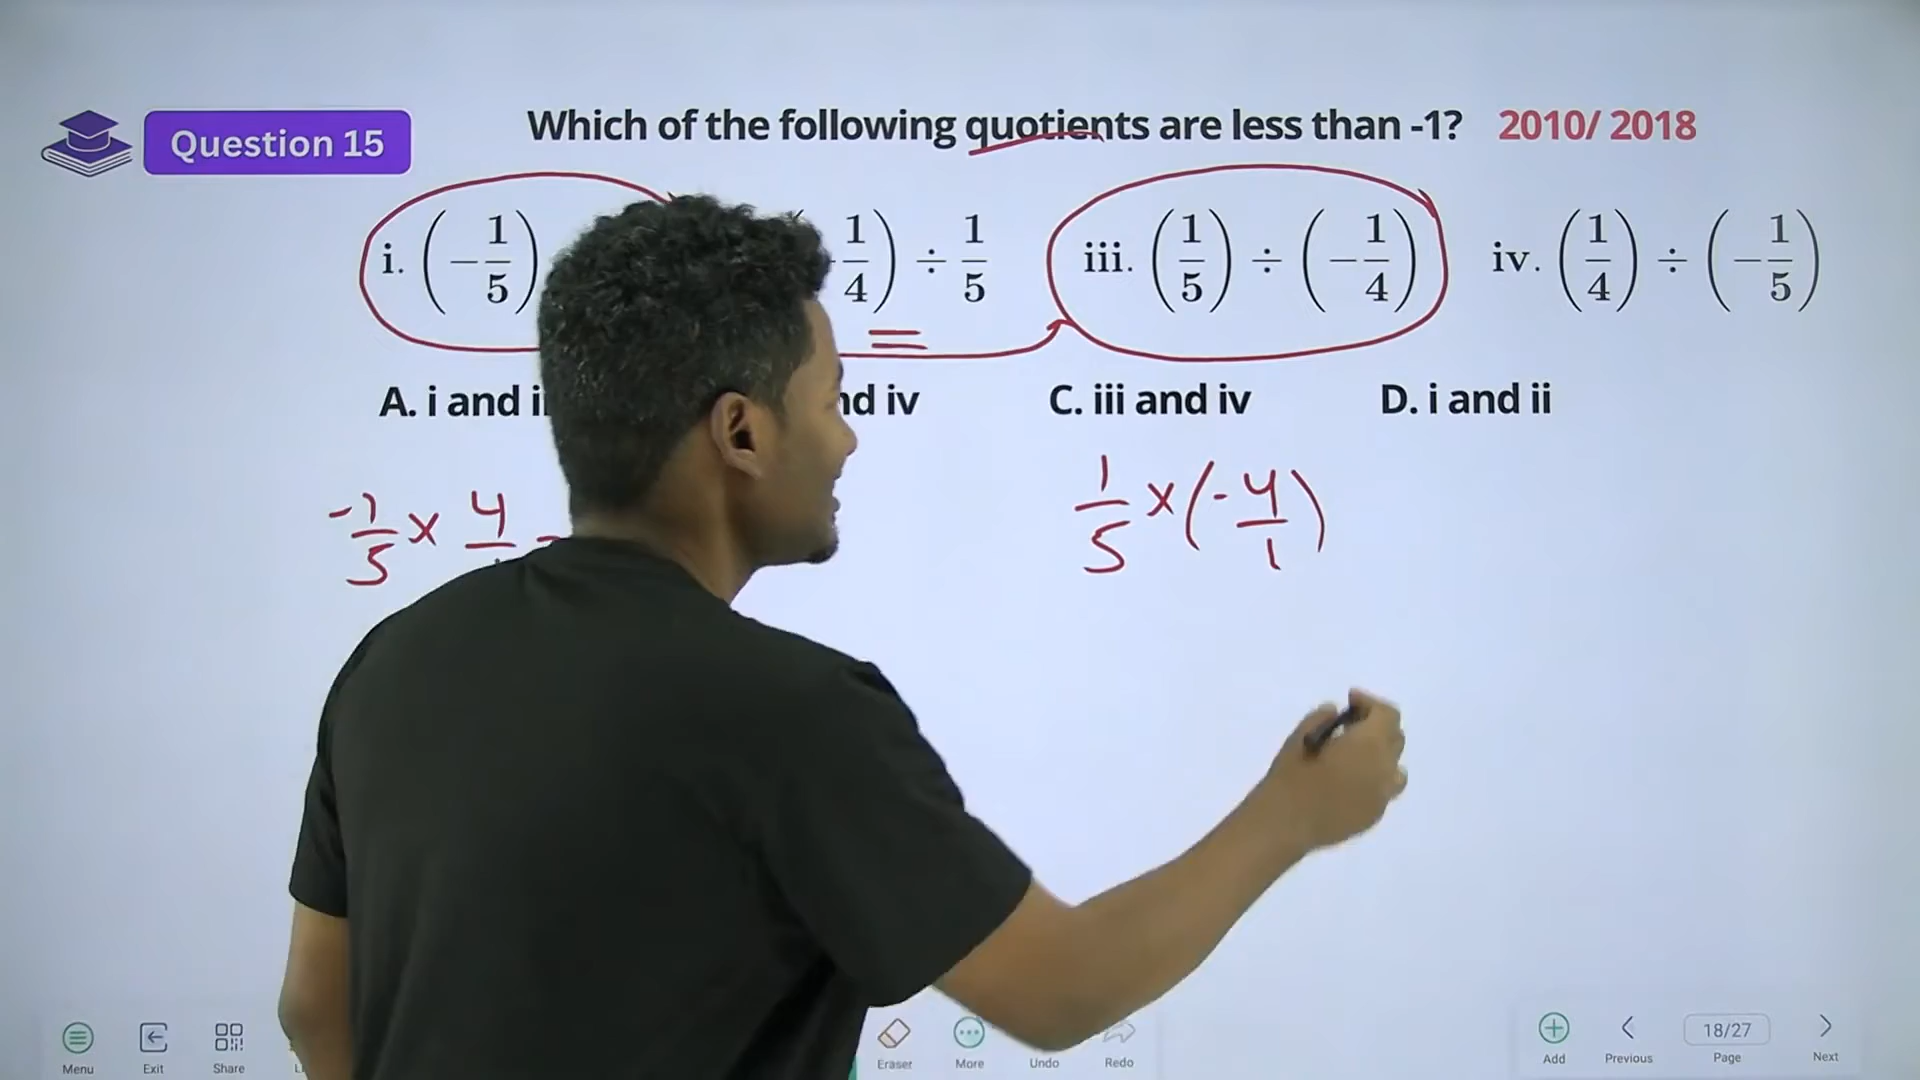 Question 15
Which of the following quotients are less than -1? 2010/ 2018
i. (-1/5) 1/4) ÷ 1/5 iii. (1/5) ÷ (-1/4) iv. (1/4) ÷ (-1/5)
A. i and nd iv C. iii and iv D. i and ii
-1/5 × 4 1/5 × (-4/1)
Menu Exit Share Eraser More Undo Redo Add Previous 18/27 Page Next